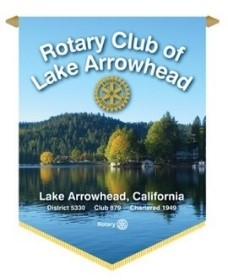 Rotary Club of
Lake Arrowhead
Lake Arrowhead, California
District 5330 Club 879 Chartered 1949
Rotary